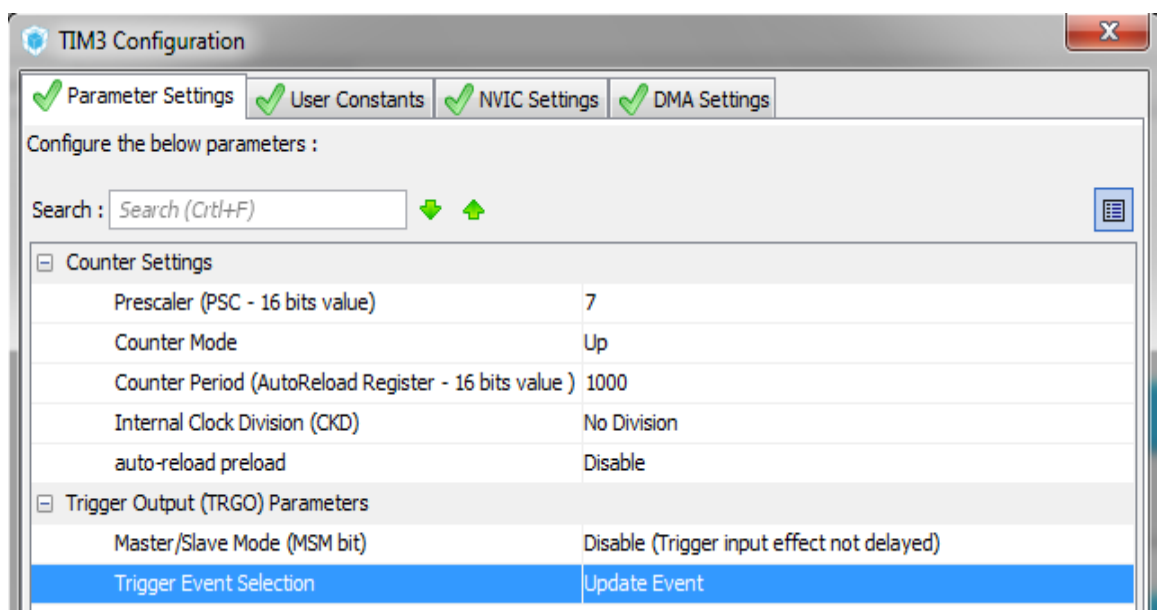 TIM3 Configuration
X
Parameter Settings User Constants NVIC Settings DMA Settings
Configure the below parameters :
Search : Search (Crtl+F)
Counter Settings
Prescaler (PSC - 16 bits value) 7
Counter Mode Up
Counter Period (AutoReload Register - 16 bits value ) 1000
Internal Clock Division (CKD) No Division
auto-reload preload Disable
Trigger Output (TRGO) Parameters
Master/Slave Mode (MSM bit) Disable (Trigger input effect not delayed)
Trigger Event Selection Update Event